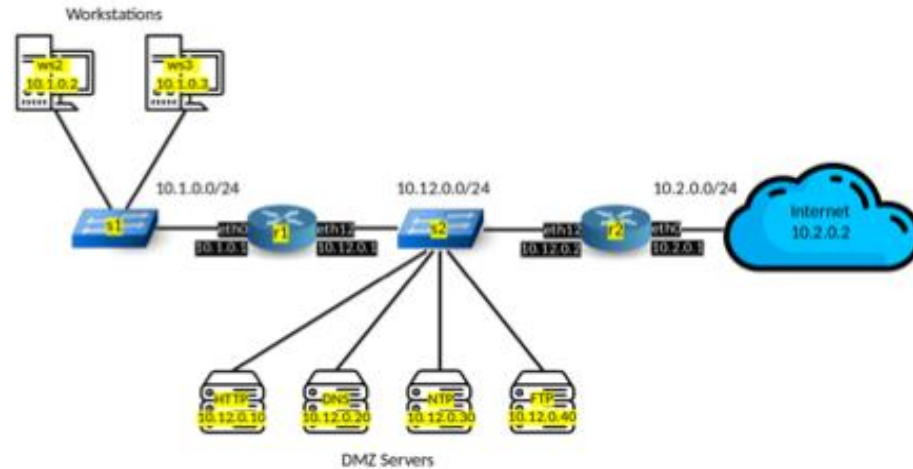 Workstations
ws2
10.1.0.2
ws3
10.1.0.3
10.1.0.0/24
10.12.0.0/24
10.2.0.0/24
s1
eth0
10.1.0.1
r1
eth12
10.12.0.1
s2
eth12
10.12.0.2
r2
eth0
10.2.0.1
Internet
10.2.0.2
HTTP
10.12.0.10
DNS
10.12.0.20
NTP
10.12.0.30
FTP
10.12.0.40
DMZ Servers